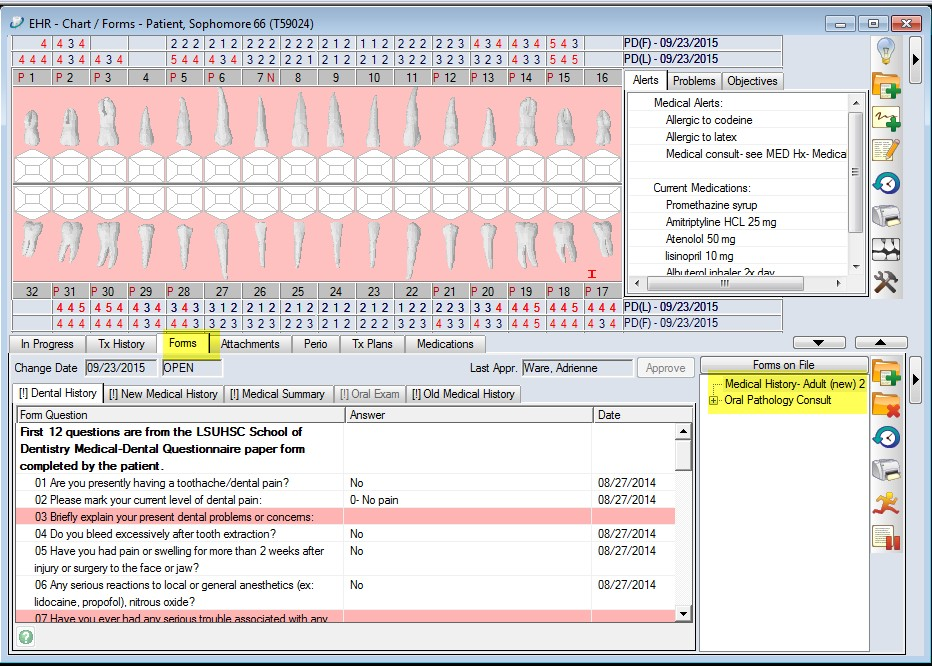 EHR - Chart / Forms - Patient, Sophomore 66 (T59024)
4 4 3 4 2 2 2 2 1 2 2 2 2 2 2 2 2 1 2 1 1 2 2 2 2 2 2 3 4 3 4 4 3 4 5 4 3 PD(F) - 09/23/2015
4 4 4 4 3 4 4 3 4 5 4 4 4 3 4 3 2 2 2 2 1 2 1 2 2 1 2 2 2 2 2 2 3 4 3 4 4 3 4 5 4 3 PD(L) - 09/23/2015
P 1 P 2 P 3 4 P 5 P 6 7 N 8 9 10 11 P 12 P 13 P 14 P 15 16
Alerts Problems Objectives
Medical Alerts:
Allergic to codeine
Allergic to latex
Medical consult- see MED Hx- Medica
Current Medications:
Promethazine syrup
Amitriptyline HCL 25 mg
Atenolol 50 mg
lisinopril 10 mg
Albuterol inhaler 2x day
I
32 P 31 P 30 P 29 P 28 27 26 25 24 23 22 P 21 P 20 P 19 P 18 P 17
4 4 5 4 5 4 4 3 4 3 4 3 3 1 2 2 1 2 2 1 2 2 1 2 2 1 2 3 2 2 2 2 3 3 3 4 4 4 5 4 4 5 4 4 5 PD(L) - 09/23/2015
4 4 4 4 4 4 4 3 4 4 4 3 3 2 3 3 2 2 2 2 3 3 2 2 3 2 2 3 2 2 4 3 3 3 3 4 4 4 5 4 4 4 4 3 4 PD(F) - 09/23/2015
In Progress Tx History Forms Attachments Perio Tx Plans Medications
Change Date 09/23/2015 OPEN Last Appr. Ware, Adrienne Approve
Forms on File
Medical History- Adult (new) 2
Oral Pathology Consult
[!] Dental History [!] New Medical History [!] Medical Summary [!] Oral Exam [!] Old Medical History
Form Question Answer Date
First 12 questions are from the LSUHSC School of
Dentistry Medical-Dental Questionnaire paper form
completed by the patient.
01 Are you presently having a toothache/dental pain? No 08/27/2014
02 Please mark your current level of dental pain: 0- No pain 08/27/2014
03 Briefly explain your present dental problems or concerns:
04 Do you bleed excessively after tooth extraction? No 08/27/2014
05 Have you had pain or swelling for more than 2 weeks after No 08/27/2014
injury or surgery to the face or jaw?
06 Any serious reactions to local or general anesthetics (ex: No 08/27/2014
lidocaine, propofol), nitrous oxide?
07 Have you ever had any serious trouble associated with any